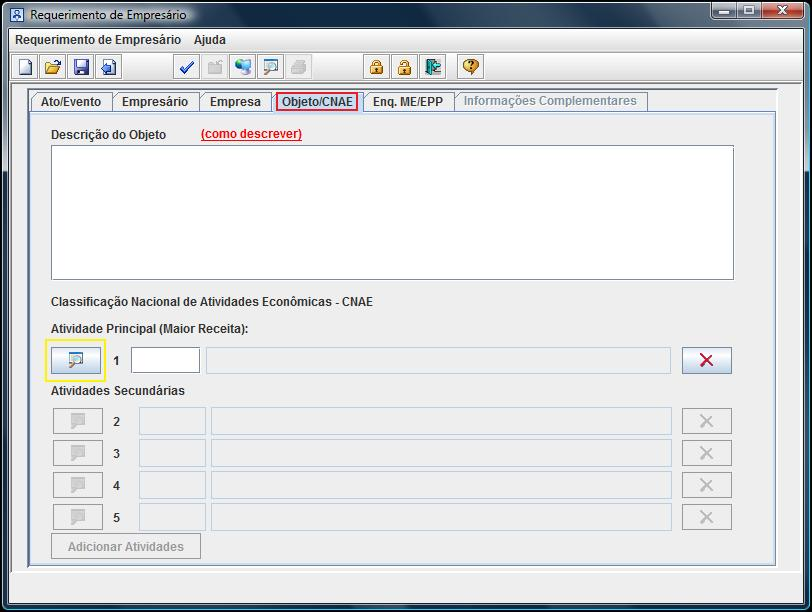 Requerimento de Empresário
Requerimento de Empresário Ajuda
Ato/Evento Empresário Empresa Objeto/CNAE Enq. ME/EPP Informações Complementares
Descrição do Objeto (como descrever)
Classificação Nacional de Atividades Econômicas - CNAE
Atividade Principal (Maior Receita):
1
Atividades Secundárias
2
3
4
5
Adicionar Atividades